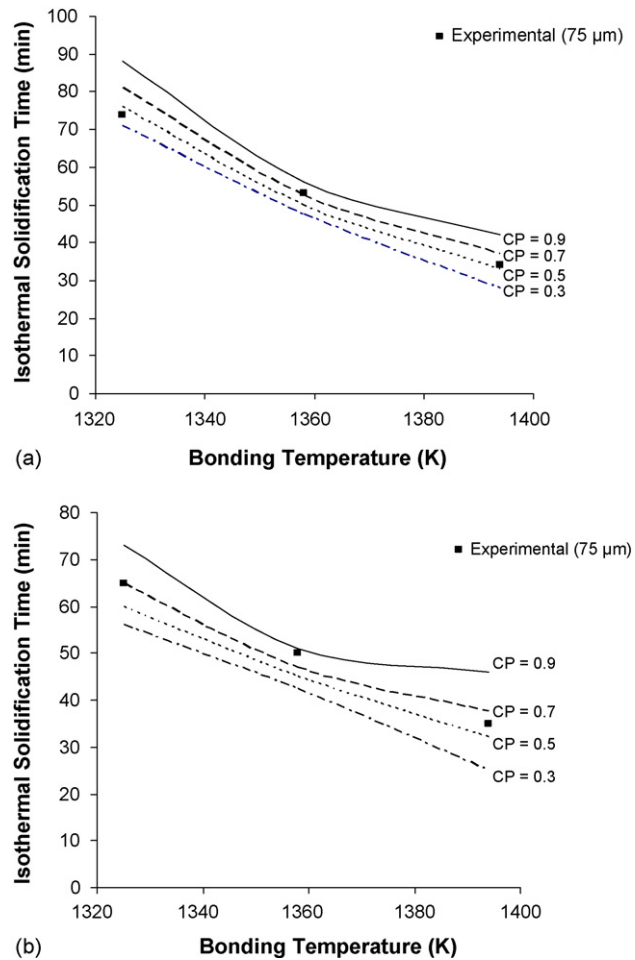 Isothermal Solidification Time (min)
100
90
80
70
60
50
40
30
20
10
0
1320
1340
1360
1380
1400
Experimental (75 µm)
CP = 0.9
CP = 0.7
CP = 0.5
CP = 0.3
(a)
Bonding Temperature (K)
Isothermal Solidification Time (min)
80
70
60
50
40
30
20
10
0
1320
1340
1360
1380
1400
Experimental (75 µm)
CP = 0.9
CP = 0.7
CP = 0.5
CP = 0.3
(b)
Bonding Temperature (K)